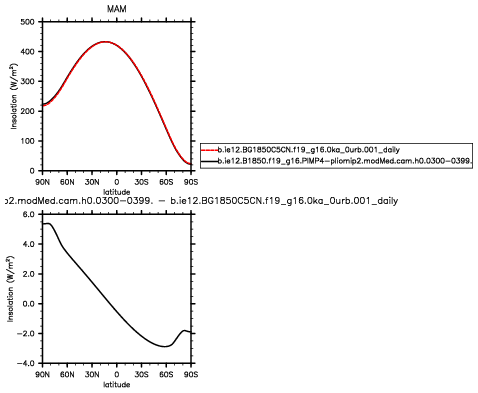 MAM
500
400
300
200
100
0
Insolation (W/m²)
90N 60N 30N 0 30S 60S 90S
latitude
b.ie12.BG1850C5CN.f19_g16.0ka_0urb.001_daily
b.ie12.B1850.f19_g16.PIMP4-pliomip2.modMed.cam.h0.0300-0399.
p2.modMed.cam.h0.0300-0399. - b.ie12.BG1850C5CN.f19_g16.0ka_0urb.001_daily
6.0
4.0
2.0
0.0
-2.0
-4.0
Insolation (W/m²)
90N 60N 30N 0 30S 60S 90S
latitude